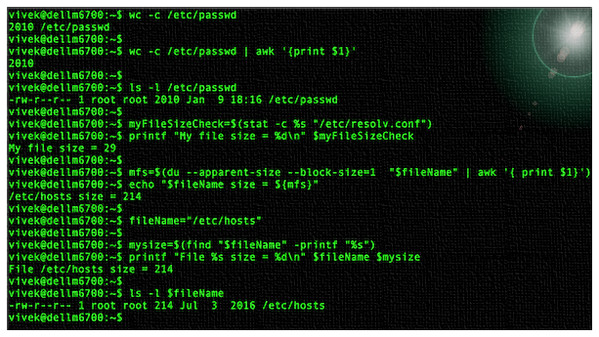 vivek@dellm6700:~$ wc -c /etc/passwd
2010 /etc/passwd
vivek@dellm6700:~$
vivek@dellm6700:~$ wc -c /etc/passwd | awk '{print $1}'
2010
vivek@dellm6700:~$
vivek@dellm6700:~$ ls -l /etc/passwd
-rw-r--r-- 1 root root 2010 Jan  9 18:16 /etc/passwd
vivek@dellm6700:~$
vivek@dellm6700:~$ myFileSizeCheck=$(stat -c %s "/etc/resolv.conf")
vivek@dellm6700:~$ printf "My file size = %d\n" $myFileSizeCheck
My file size = 29
vivek@dellm6700:~$
vivek@dellm6700:~$ mfs=$(du --apparent-size --block-size=1  "$fileName" | awk '{ print $1}')
vivek@dellm6700:~$ echo "$fileName size = ${mfs}"
/etc/hosts size = 214
vivek@dellm6700:~$
vivek@dellm6700:~$ fileName="/etc/hosts"
vivek@dellm6700:~$
vivek@dellm6700:~$ mysize=$(find "$fileName" -printf "%s")
vivek@dellm6700:~$ printf "File %s size = %d\n" $fileName $mysize
File /etc/hosts size = 214
vivek@dellm6700:~$
vivek@dellm6700:~$ ls -l $fileName
-rw-r--r-- 1 root root 214 Jul  3  2016 /etc/hosts
vivek@dellm6700:~$